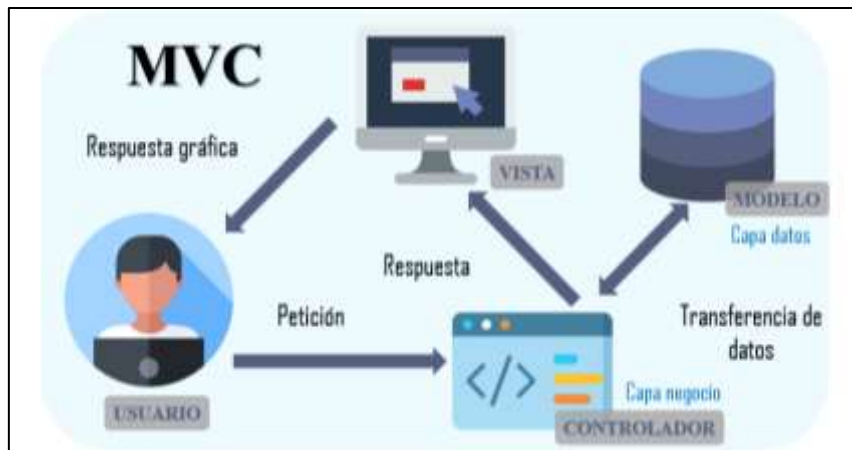 MVC
Respuesta gráfica
VISTA
MODELO
Capa datos
Respuesta
Petición
Transferencia de
datos
</>
Capa negocio
USUARIO
CONTROLADOR